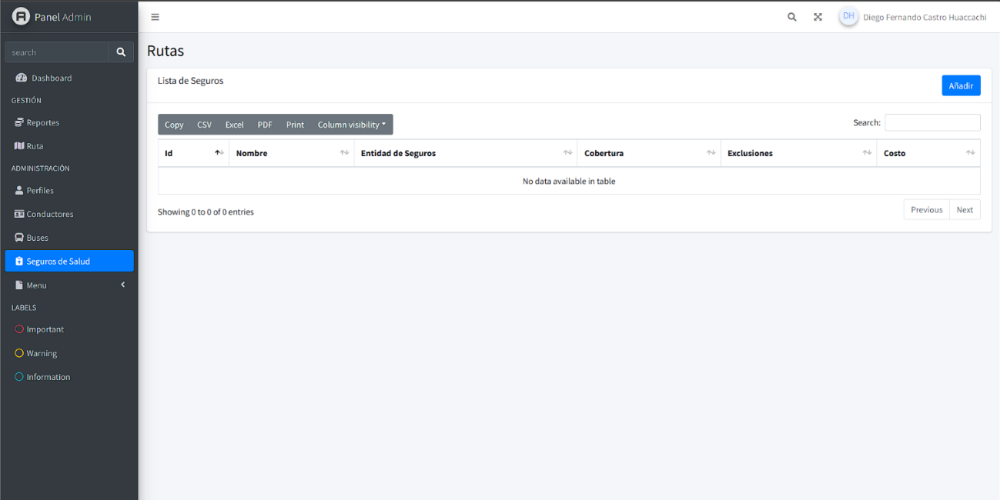 Panel Admin
DH Diego Fernando Castro Huaccachi
search
Dashboard
GESTIÓN
Reportes
Ruta
ADMINISTRACIÓN
Perfiles
Conductores
Buses
Seguros de Salud
Menu
LABELS
Important
Warning
Information
Rutas
Lista de Seguros
Añadir
Copy CSV Excel PDF Print Column visibility
Search:
Id Nombre Entidad de Seguros Cobertura Exclusiones Costo
No data available in table
Showing 0 to 0 of 0 entries
Previous Next